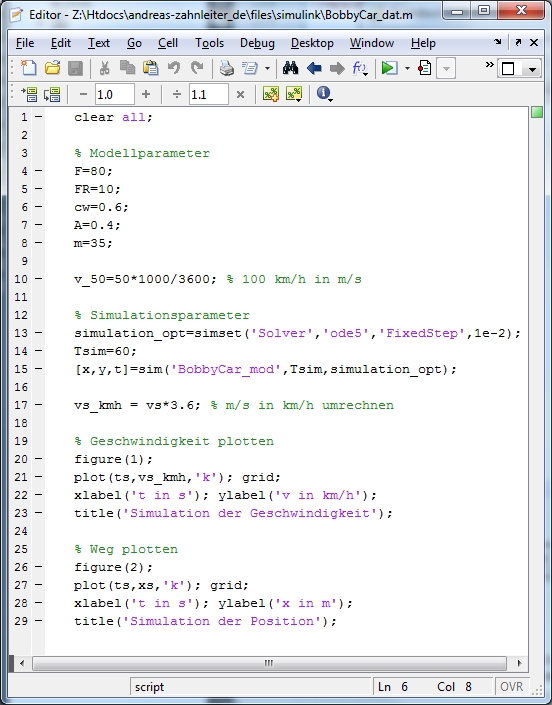 Editor - Z:\Htdocs\andreas-zahnleiter_de\files\simulink\BobbyCar_dat.m
File Edit Text Go Cell Tools Debug Desktop Window Help
- 1.0 + ÷ 1.1 ×
1 - clear all;
2
3 % Modellparameter
4 - F=80;
5 - FR=10;
6 - cw=0.6;
7 - A=0.4;
8 - m=35;
9
10 - v_50=50*1000/3600; % 100 km/h in m/s
11
12 % Simulationsparameter
13 - simulation_opt=simset('Solver','ode5','FixedStep',1e-2);
14 - Tsim=60;
15 - [x,y,t]=sim('BobbyCar_mod',Tsim,simulation_opt);
16
17 - vs_kmh = vs*3.6; % m/s in km/h umrechnen
18
19 % Geschwindigkeit plotten
20 - figure(1);
21 - plot(ts,vs_kmh,'k'); grid;
22 - xlabel('t in s'); ylabel('v in km/h');
23 - title('Simulation der Geschwindigkeit');
24
25 % Weg plotten
26 - figure(2);
27 - plot(ts,xs,'k'); grid;
28 - xlabel('t in s'); ylabel('x in m');
29 - title('Simulation der Position');
script Ln 6 Col 8 OVR